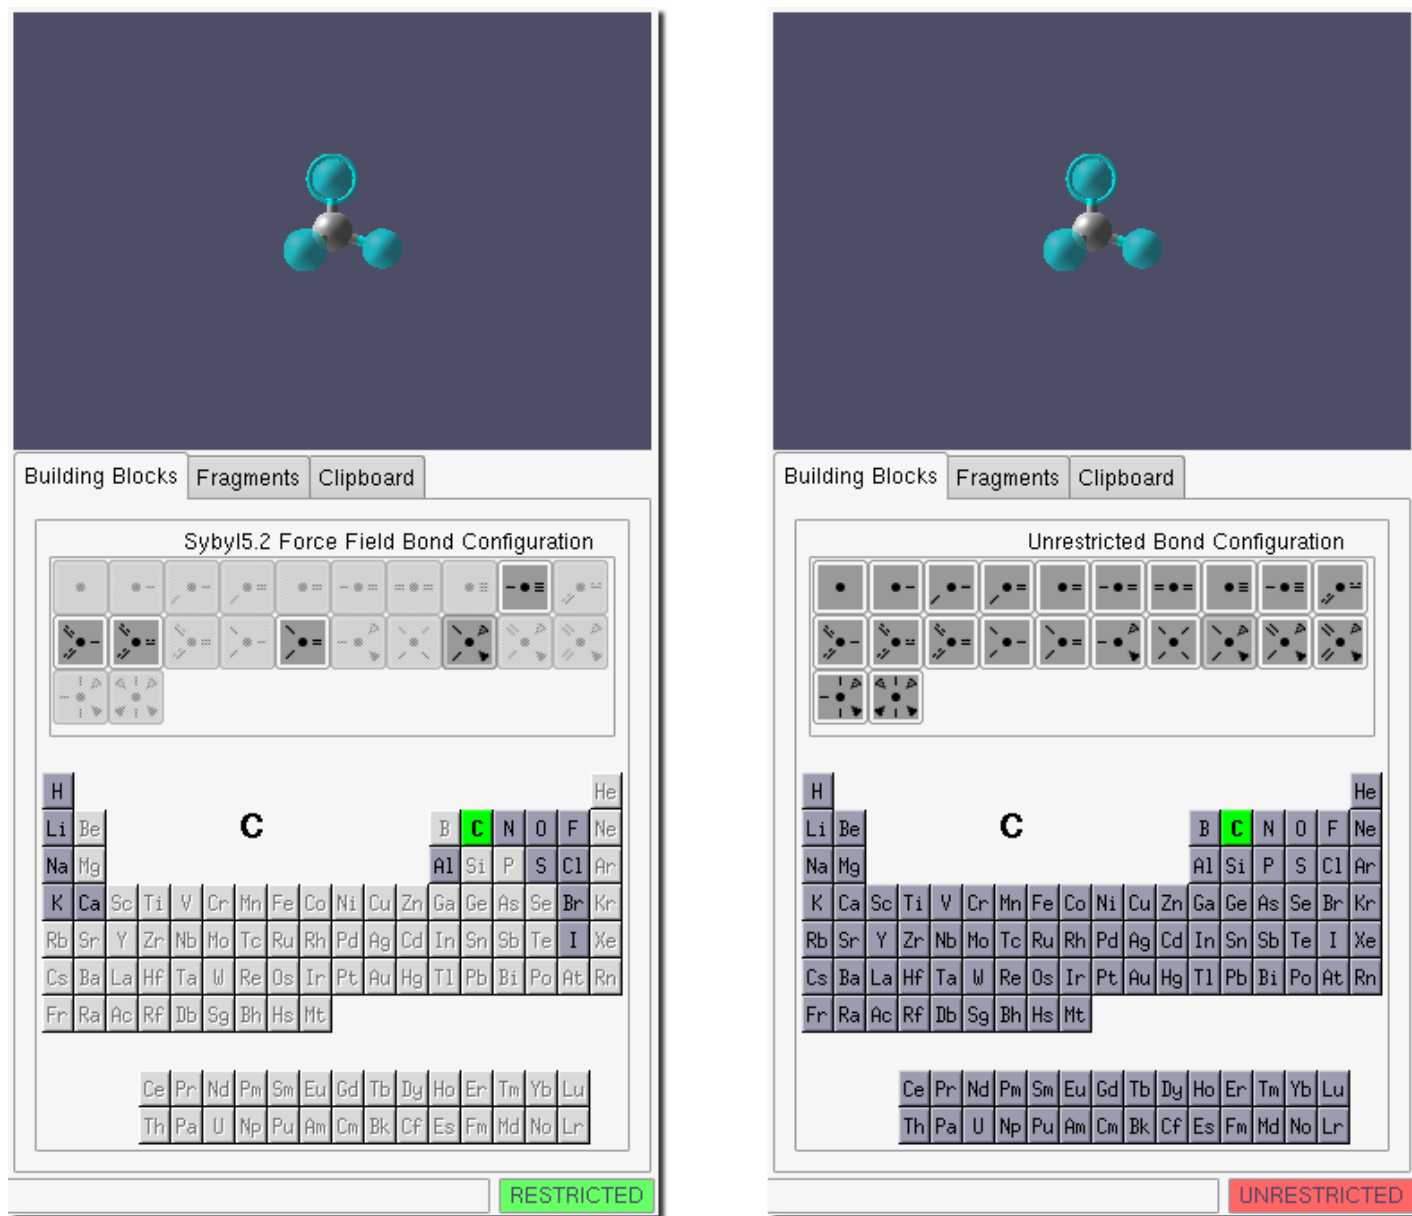 Building Blocks Fragments Clipboard
Sybyl5.2 Force Field Bond Configuration
H He
Li Be C B C N O F Ne
Na Mg Al Si P S Cl Ar
K Ca Sc Ti V Cr Mn Fe Co Ni Cu Zn Ga Ge As Se Br Kr
Rb Sr Y Zr Nb Mo Tc Ru Rh Pd Ag Cd In Sn Sb Te I Xe
Cs Ba La Hf Ta W Re Os Ir Pt Au Hg Tl Pb Bi Po At Rn
Fr Ra Ac Rf Db Sg Bh Hs Mt
Ce Pr Nd Pm Sm Eu Gd Tb Dy Ho Er Tm Yb Lu
Th Pa U Np Pu Am Cm Bk Cf Es Fm Md No Lr
RESTRICTED
Building Blocks Fragments Clipboard
Unrestricted Bond Configuration
H He
Li Be C B C N O F Ne
Na Mg Al Si P S Cl Ar
K Ca Sc Ti V Cr Mn Fe Co Ni Cu Zn Ga Ge As Se Br Kr
Rb Sr Y Zr Nb Mo Tc Ru Rh Pd Ag Cd In Sn Sb Te I Xe
Cs Ba La Hf Ta W Re Os Ir Pt Au Hg Tl Pb Bi Po At Rn
Fr Ra Ac Rf Db Sg Bh Hs Mt
Ce Pr Nd Pm Sm Eu Gd Tb Dy Ho Er Tm Yb Lu
Th Pa U Np Pu Am Cm Bk Cf Es Fm Md No Lr
UNRESTRICTED